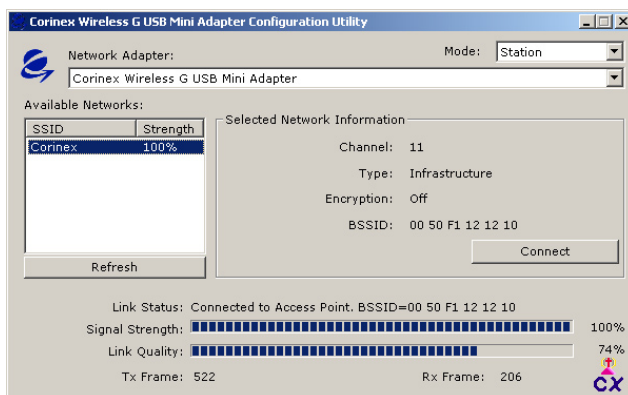 Corinex Wireless G USB Mini Adapter Configuration Utility
Network Adapter:
Mode: Station
Corinex Wireless G USB Mini Adapter
Available Networks:
SSID Strength
Corinex 100%
Refresh
Selected Network Information
Channel: 11
Type: Infrastructure
Encryption: Off
BSSID: 00 50 F1 12 12 10
Connect
Link Status: Connected to Access Point. BSSID=00 50 F1 12 12 10
Signal Strength: 100%
Link Quality: 74%
Tx Frame: 522 Rx Frame: 206
CX